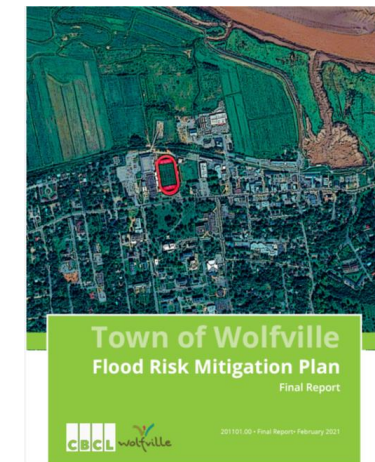 Town of Wolfville
Flood Risk Mitigation Plan
Final Report
201101.00 • Final Report• February 2021
CBCL
wolfville